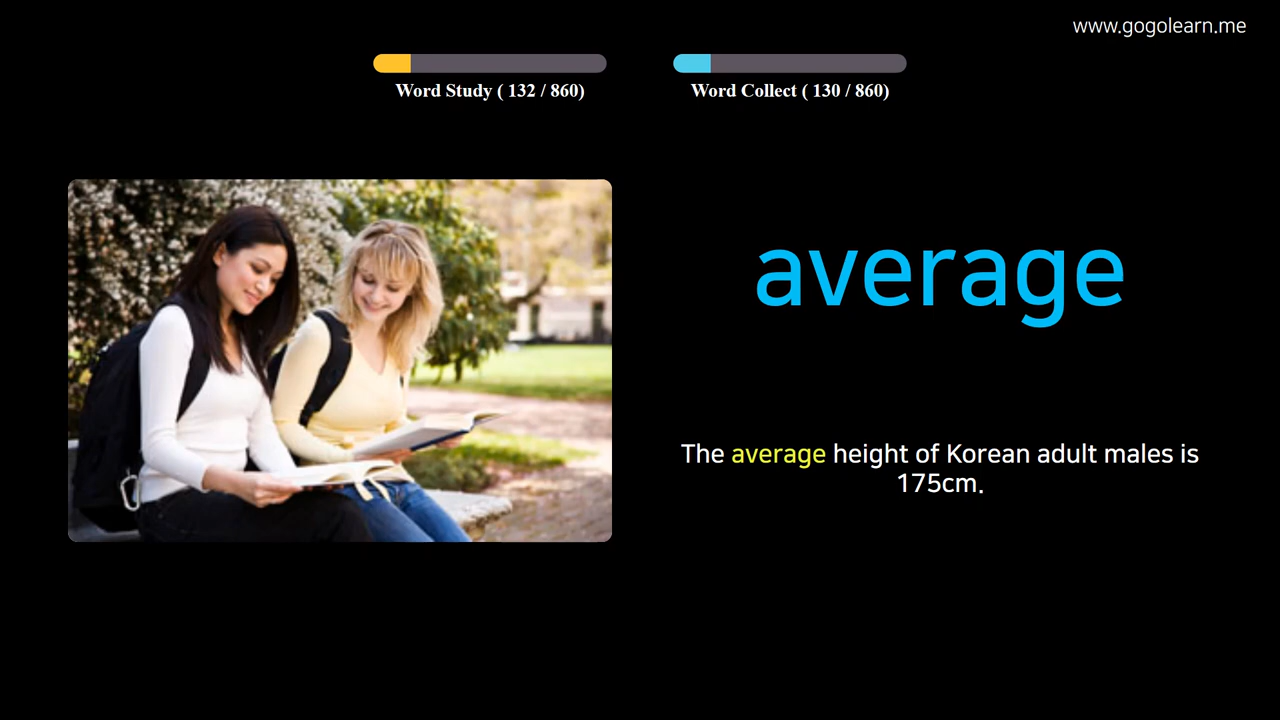 www.gogolearn.me
Word Study ( 132 / 860)
Word Collect ( 130 / 860)
average
The average height of Korean adult males is
175cm.